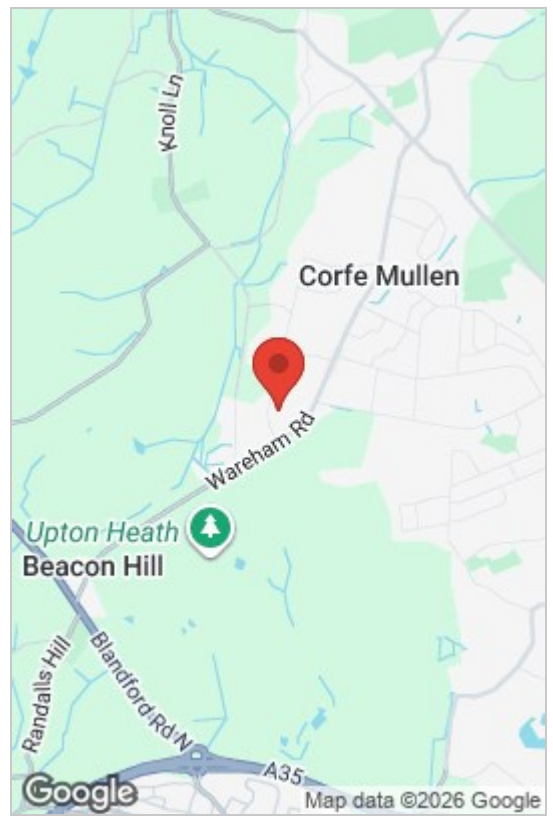 Knoll Ln
Corfe Mullen
Wareham Rd
Upton Heath
Beacon Hill
Randalls Hill
Blandford Rd N
A35
Google
Map data ©2026 Google